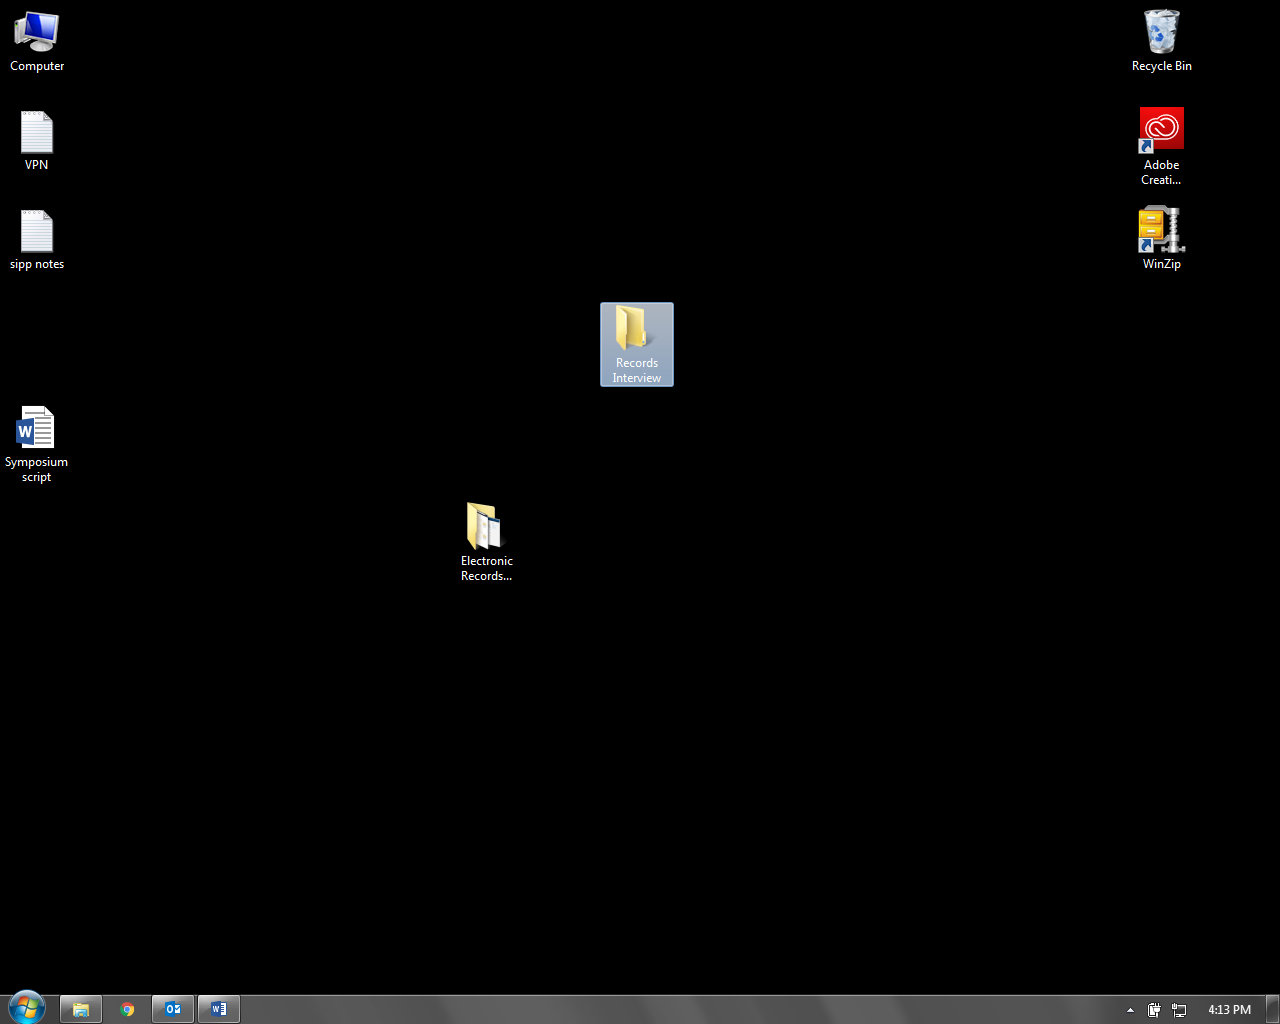 Computer
VPN
sipp notes
Symposium
script
Records
Interview
Electronic
Records...
Recycle Bin
Adobe
Creati...
WinZip
4:13 PM